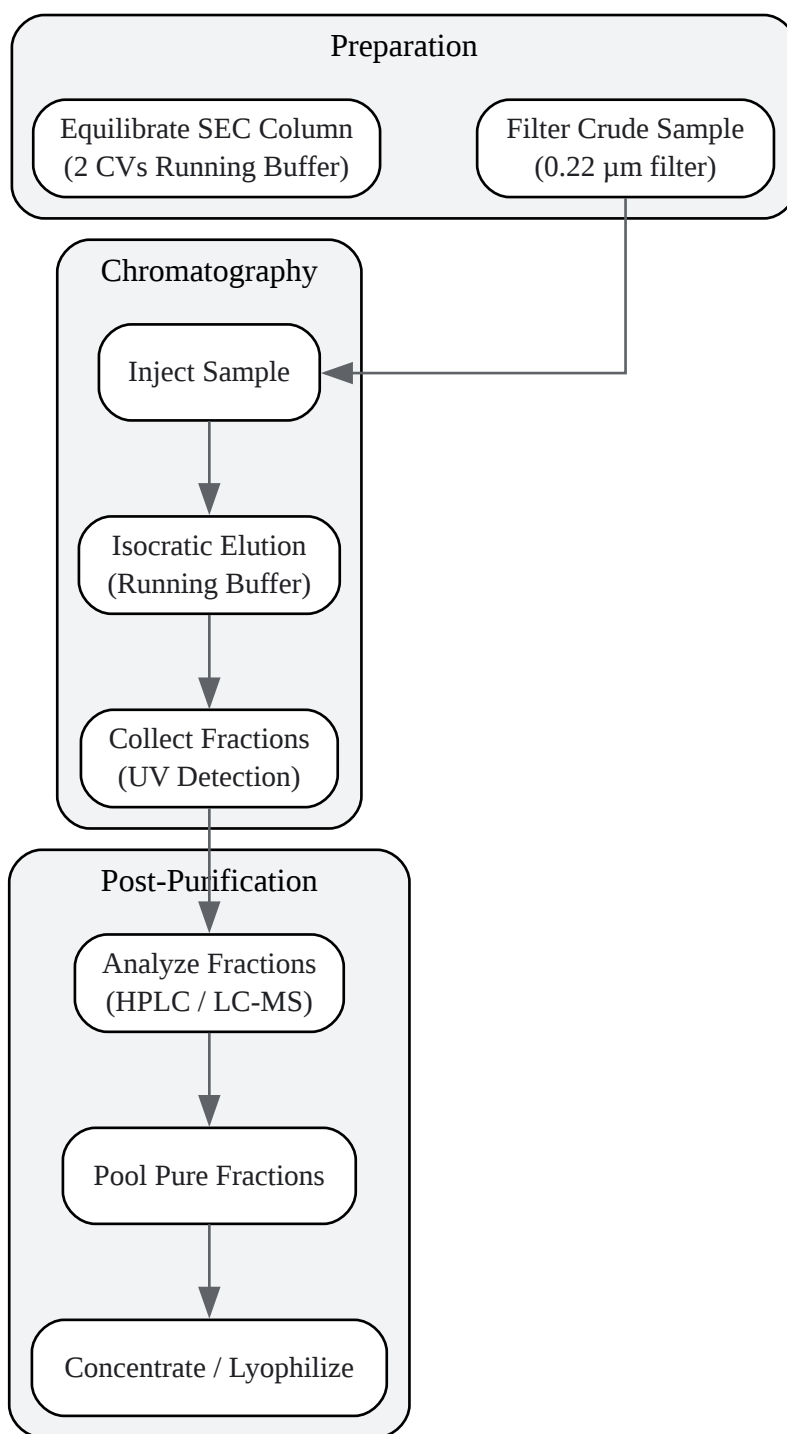 Preparation
Equilibrate SEC Column
(2 CVs Running Buffer)
Filter Crude Sample
(0.22 µm filter)
Chromatography
Inject Sample
Isocratic Elution
(Running Buffer)
Collect Fractions
(UV Detection)
Post-Purification
Analyze Fractions
(HPLC / LC-MS)
Pool Pure Fractions
Concentrate / Lyophilize